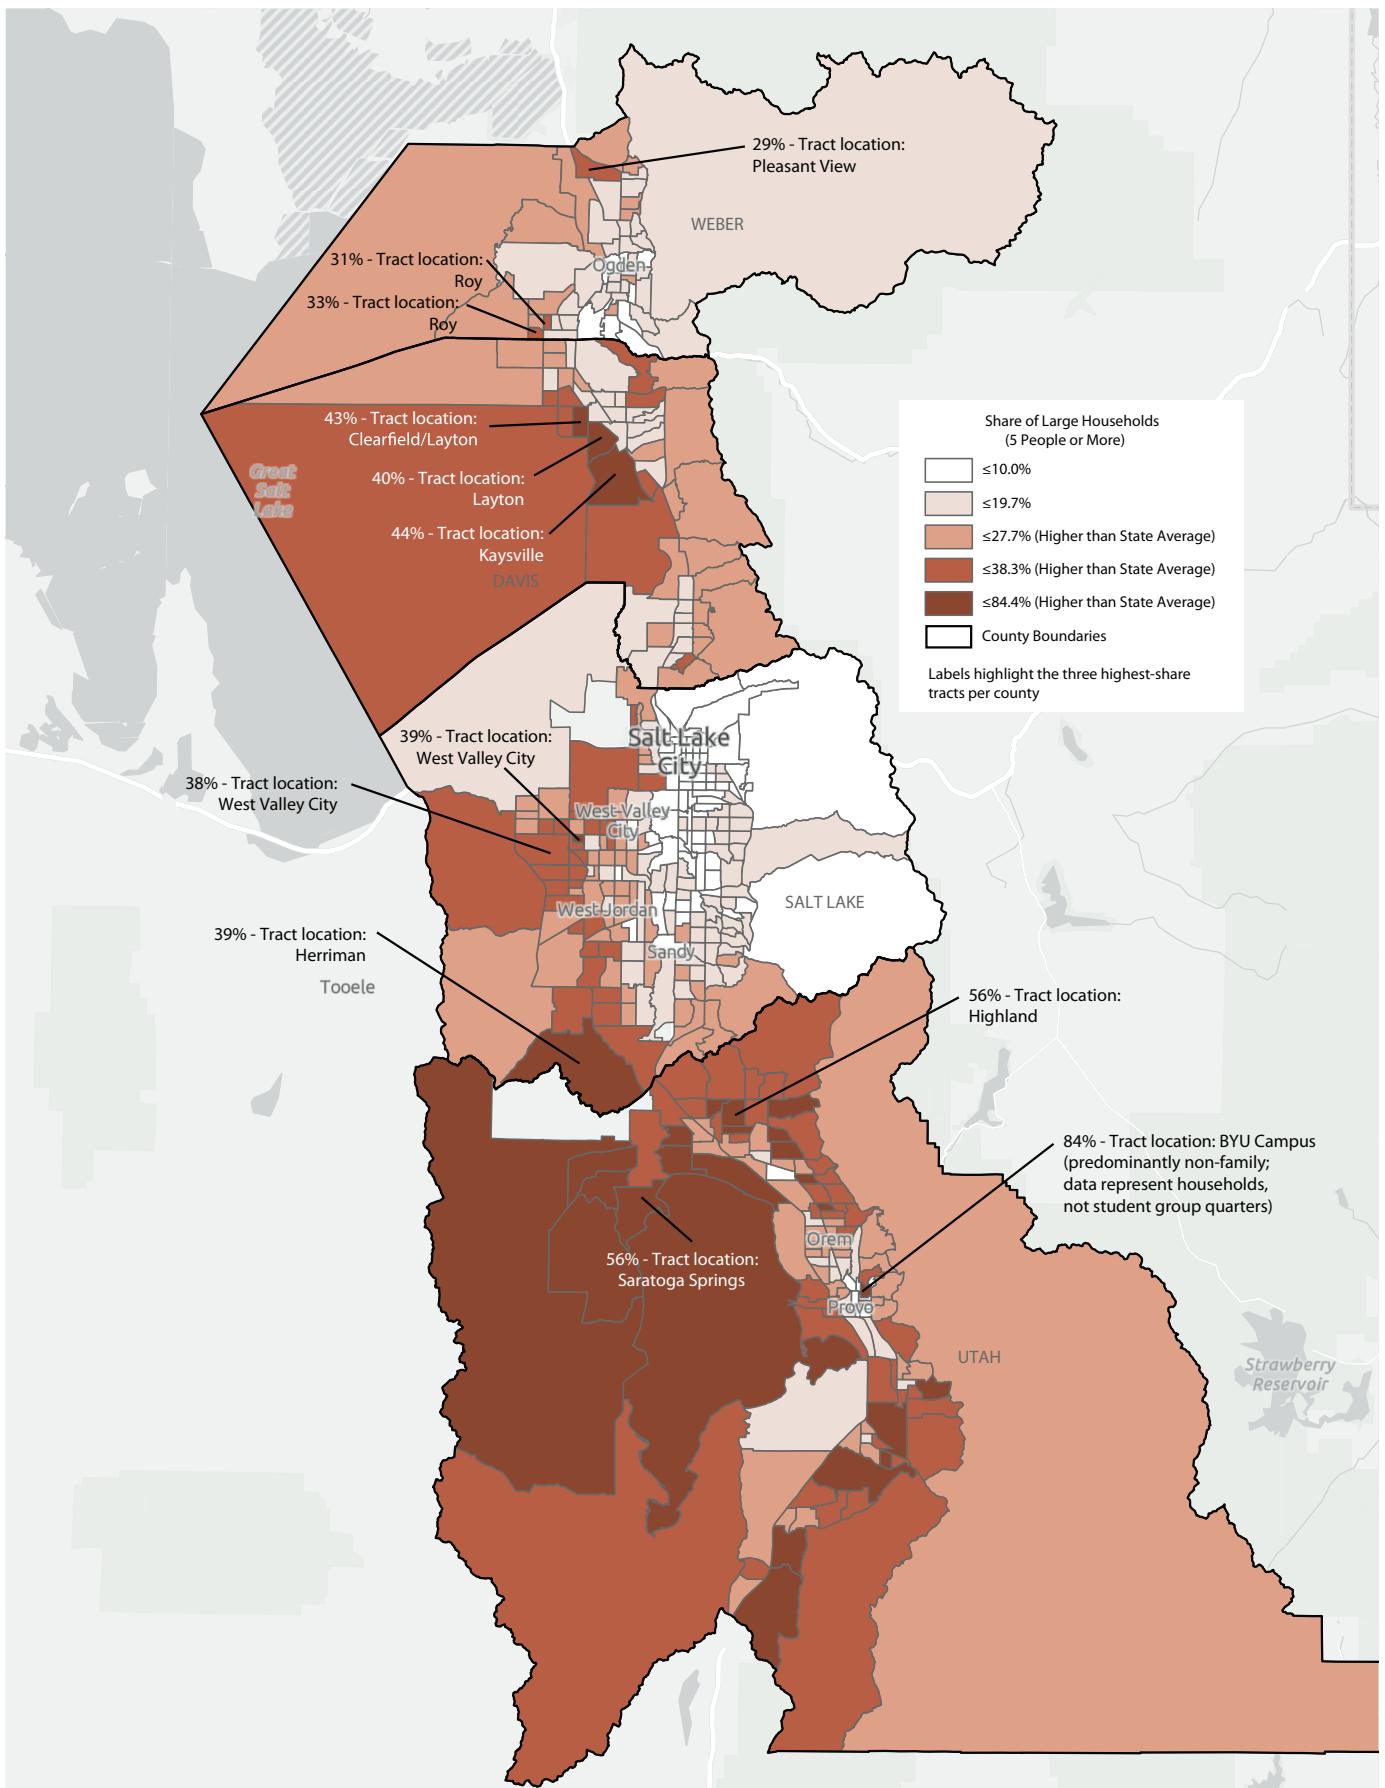 29% - Tract location:
Pleasant View
WEBER
Ogden
31% - Tract location:
Roy
33% - Tract location:
Roy
43% - Tract location:
Clearfield/Layton
Great
Salt
Lake
40% - Tract location:
Layton
44% - Tract location:
Kaysville
DAVIS
Share of Large Households
(5 People or More)
≤10.0%
≤19.7%
≤27.7% (Higher than State Average)
≤38.3% (Higher than State Average)
≤84.4% (Higher than State Average)
County Boundaries
Labels highlight the three highest-share
tracts per county
39% - Tract location:
West Valley City
Salt Lake
City
38% - Tract location:
West Valley City
West Valley
City
SALT LAKE
West Jordan
39% - Tract location:
Herriman
Sandy
Tooele
56% - Tract location:
Highland
84% - Tract location: BYU Campus
(predominantly non-family;
data represent households,
not student group quarters)
Orem
56% - Tract location:
Saratoga Springs
Provo
UTAH
Strawberry
Reservoir